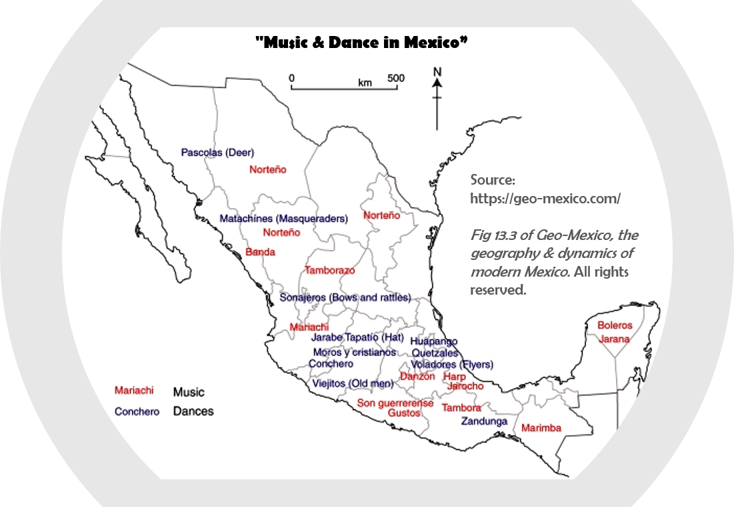 "Music & Dance in Mexico”
N
0 km 500
Pascolas (Deer)
Norteño
Source:
https://geo-mexico.com/
Matachines (Masqueraders)
Norteño
Norteño
Fig 13.3 of Geo-Mexico, the
geography & dynamics of
modern Mexico. All rights
reserved.
Banda
Tamborazo
Sonajeros (Bows and rattles)
Mariachi
Boleros
Jarana
Jarabe Tapatío (Hat)
Huapango
Moros y cristianos
Quetzales
Conchero
Voladores (Flyers)
Danzón
Harp
Jarocho
Viejitos (Old men)
Mariachi Music
Conchero Dances
Son guerrerense
Gustos
Tambora
Zandunga
Marimba